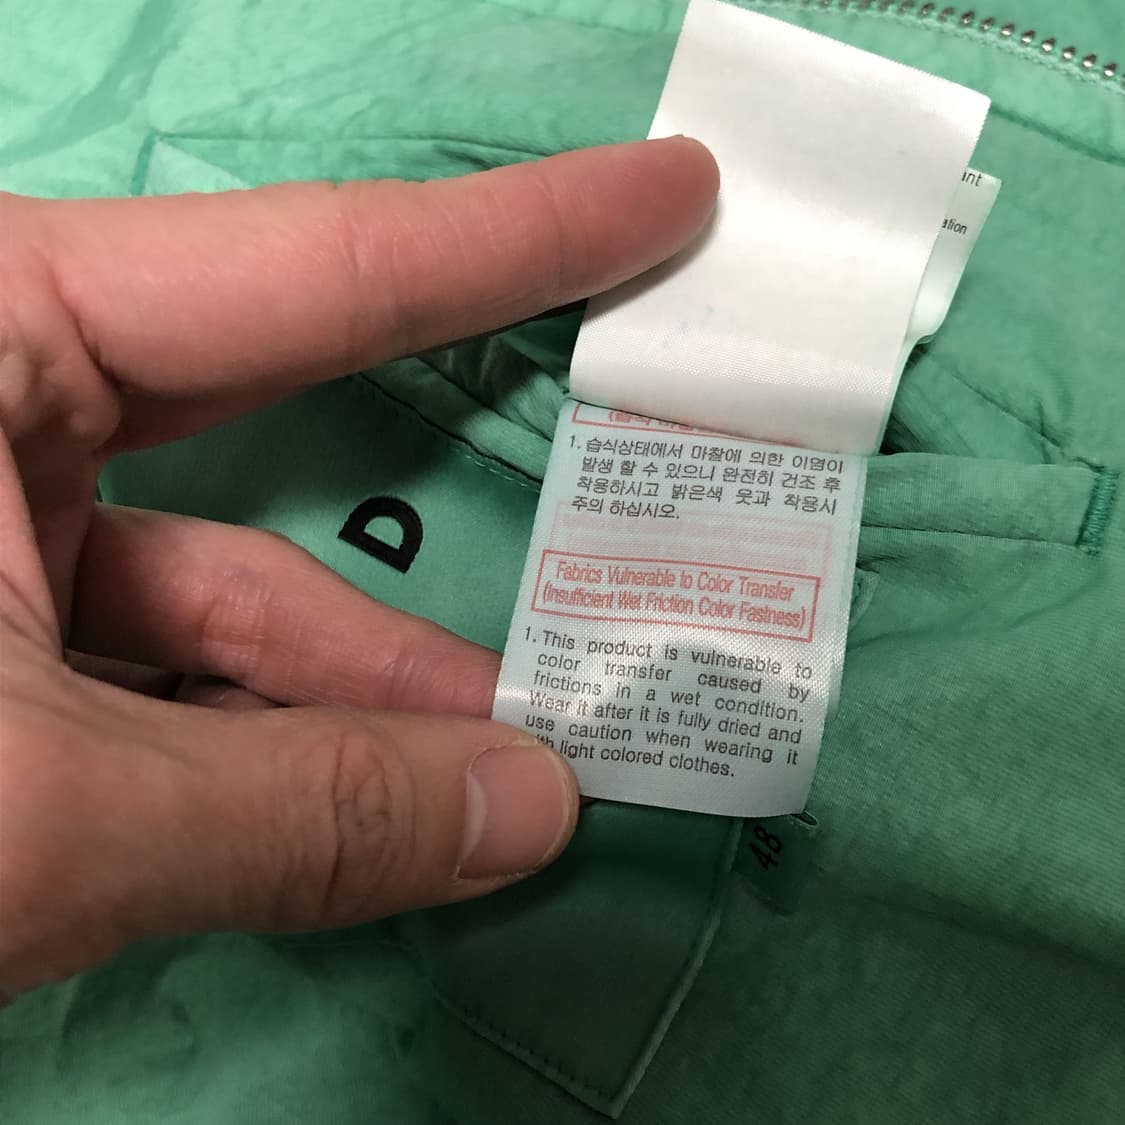 ant
ation
1. 습식상태에서 마찰에 의한 이염이
발생 할 수 있으니 완전히 건조 후
착용하시고 밝은색 옷과 착용시
주의 하십시오.
D
Fabrics Vulnerable to Color Transfer
(Insufficient Wet Friction Color Fastness)
1. This product is vulnerable to
color transfer caused by
frictions in a wet condition.
Wear it after it is fully dried and
use caution when wearing it
light colored clothes.
48